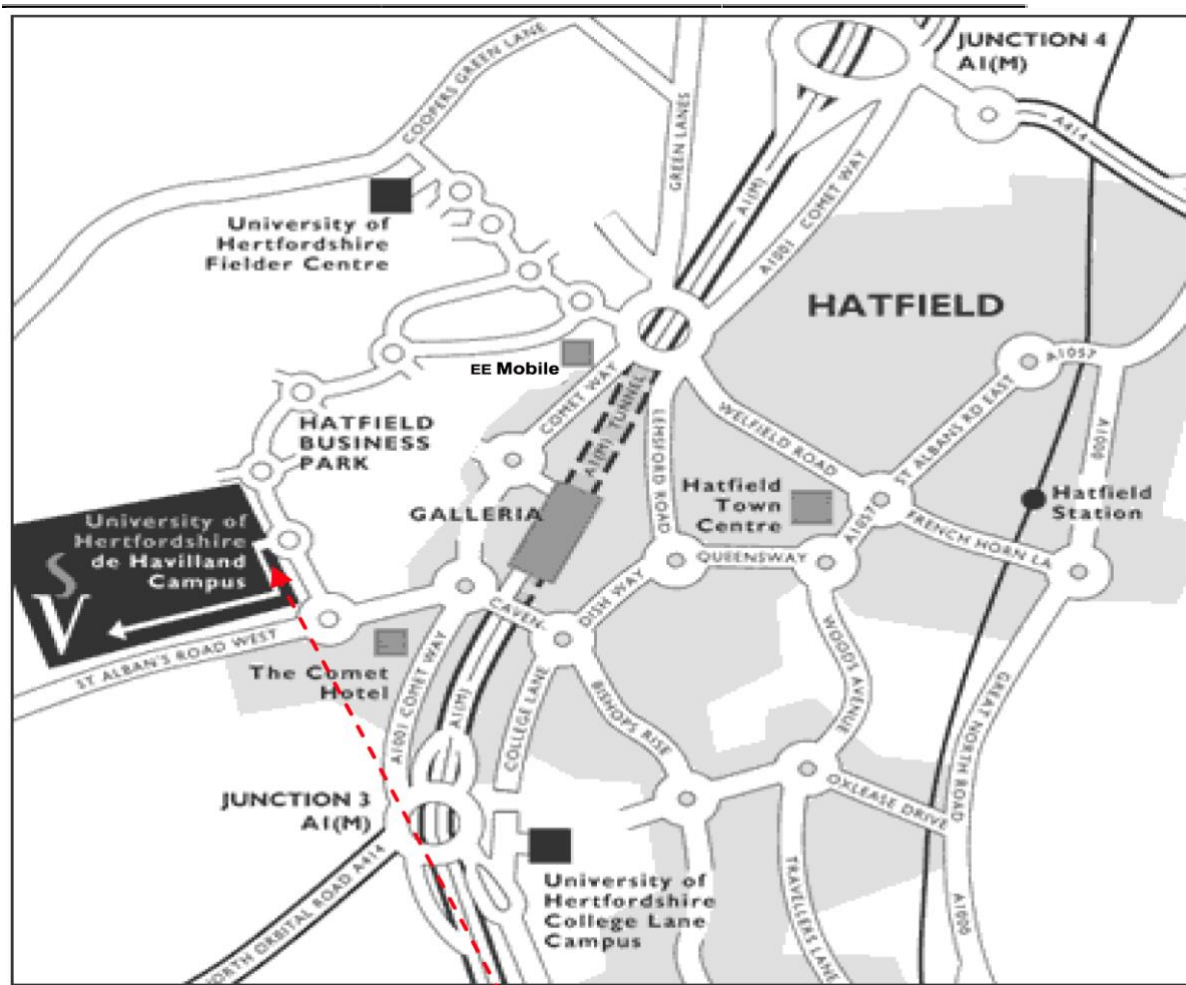 JUNCTION 4
A1(M)
COOPERS GREEN LANE
GREEN LANES
A1(M)
A1001 COMET WAY
A414
University of
Hertfordshire
Fielder Centre
HATFIELD
EE Mobile
COMET WAY
A1(M) TUNNEL
A1057
HATFIELD
BUSINESS
PARK
LEMSFORD ROAD
WELFIELD ROAD
ST ALBANS RD EAST
A1000
GALLERIA
Hatfield
Town
Centre
Hatfield
Station
A1057
FRENCH HORN LA
QUEENSWAY
University of
Hertfordshire
de Havilland
Campus
S
V
CAVEN-
DISH WAY
ST ALBAN'S ROAD WEST
The Comet
Hotel
A1001 COMET WAY
A1(M)
COLLEGE LANE
BISHOPS RISE
WOODS AVENUE
GREAT NORTH ROAD
OXLEASE DRIVE
JUNCTION 3
A1(M)
NORTH ORBITAL ROAD A414
University of
Hertfordshire
College Lane
Campus
TRAVELLERS LANE
A1000